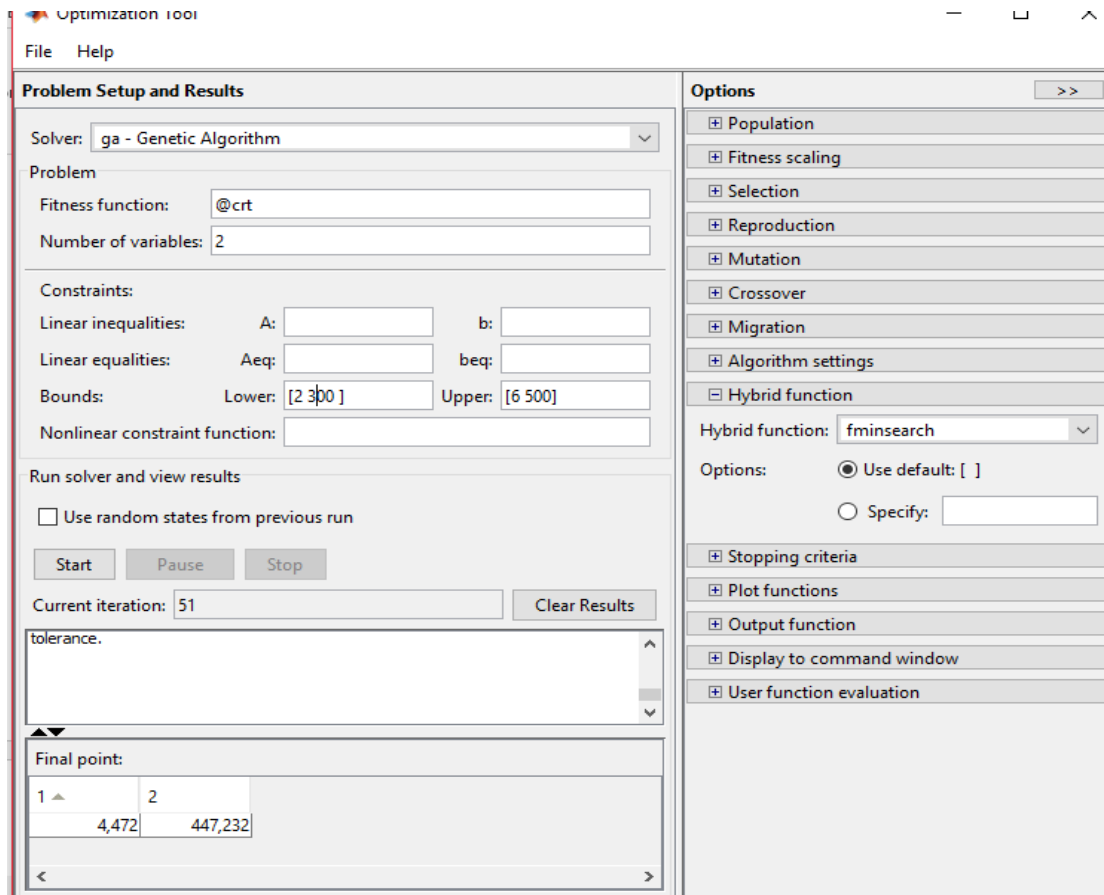 Optimization Tool
File Help
Problem Setup and Results
Solver: ga - Genetic Algorithm
Problem
Fitness function: @crt
Number of variables: 2
Constraints:
Linear inequalities: A: b:
Linear equalities: Aeq: beq:
Bounds: Lower: [2 300 ] Upper: [6 500]
Nonlinear constraint function:
Run solver and view results
Use random states from previous run
Start Pause Stop
Current iteration: 51 Clear Results
tolerance.
Final point:
1 2
4,472 447,232
Options >>
Population
Fitness scaling
Selection
Reproduction
Mutation
Crossover
Migration
Algorithm settings
Hybrid function
Hybrid function: fminsearch
Options: Use default: [ ]
Specify:
Stopping criteria
Plot functions
Output function
Display to command window
User function evaluation